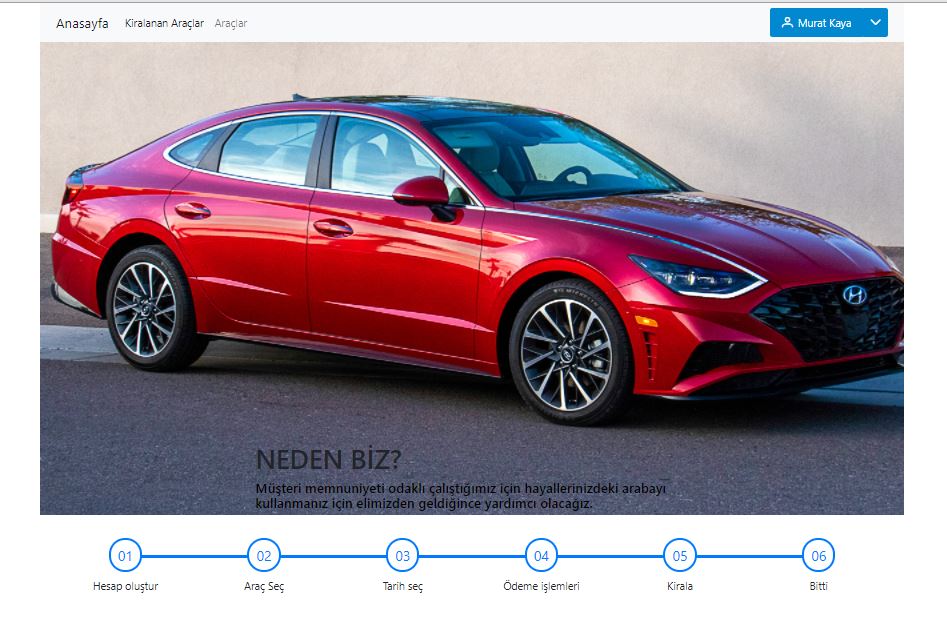 Anasayfa Kiralanan Araçlar Araçlar Murat Kaya
NEDEN BİZ?
Müşteri memnuniyeti odaklı çalıştığımız için hayallerinizdeki arabayı
kullanmanız için elimizden geldiğince yardımcı olacağız.
01 02 03 04 05 06
Hesap oluştur Araç Seç Tarih seç Ödeme işlemleri Kirala Bitti